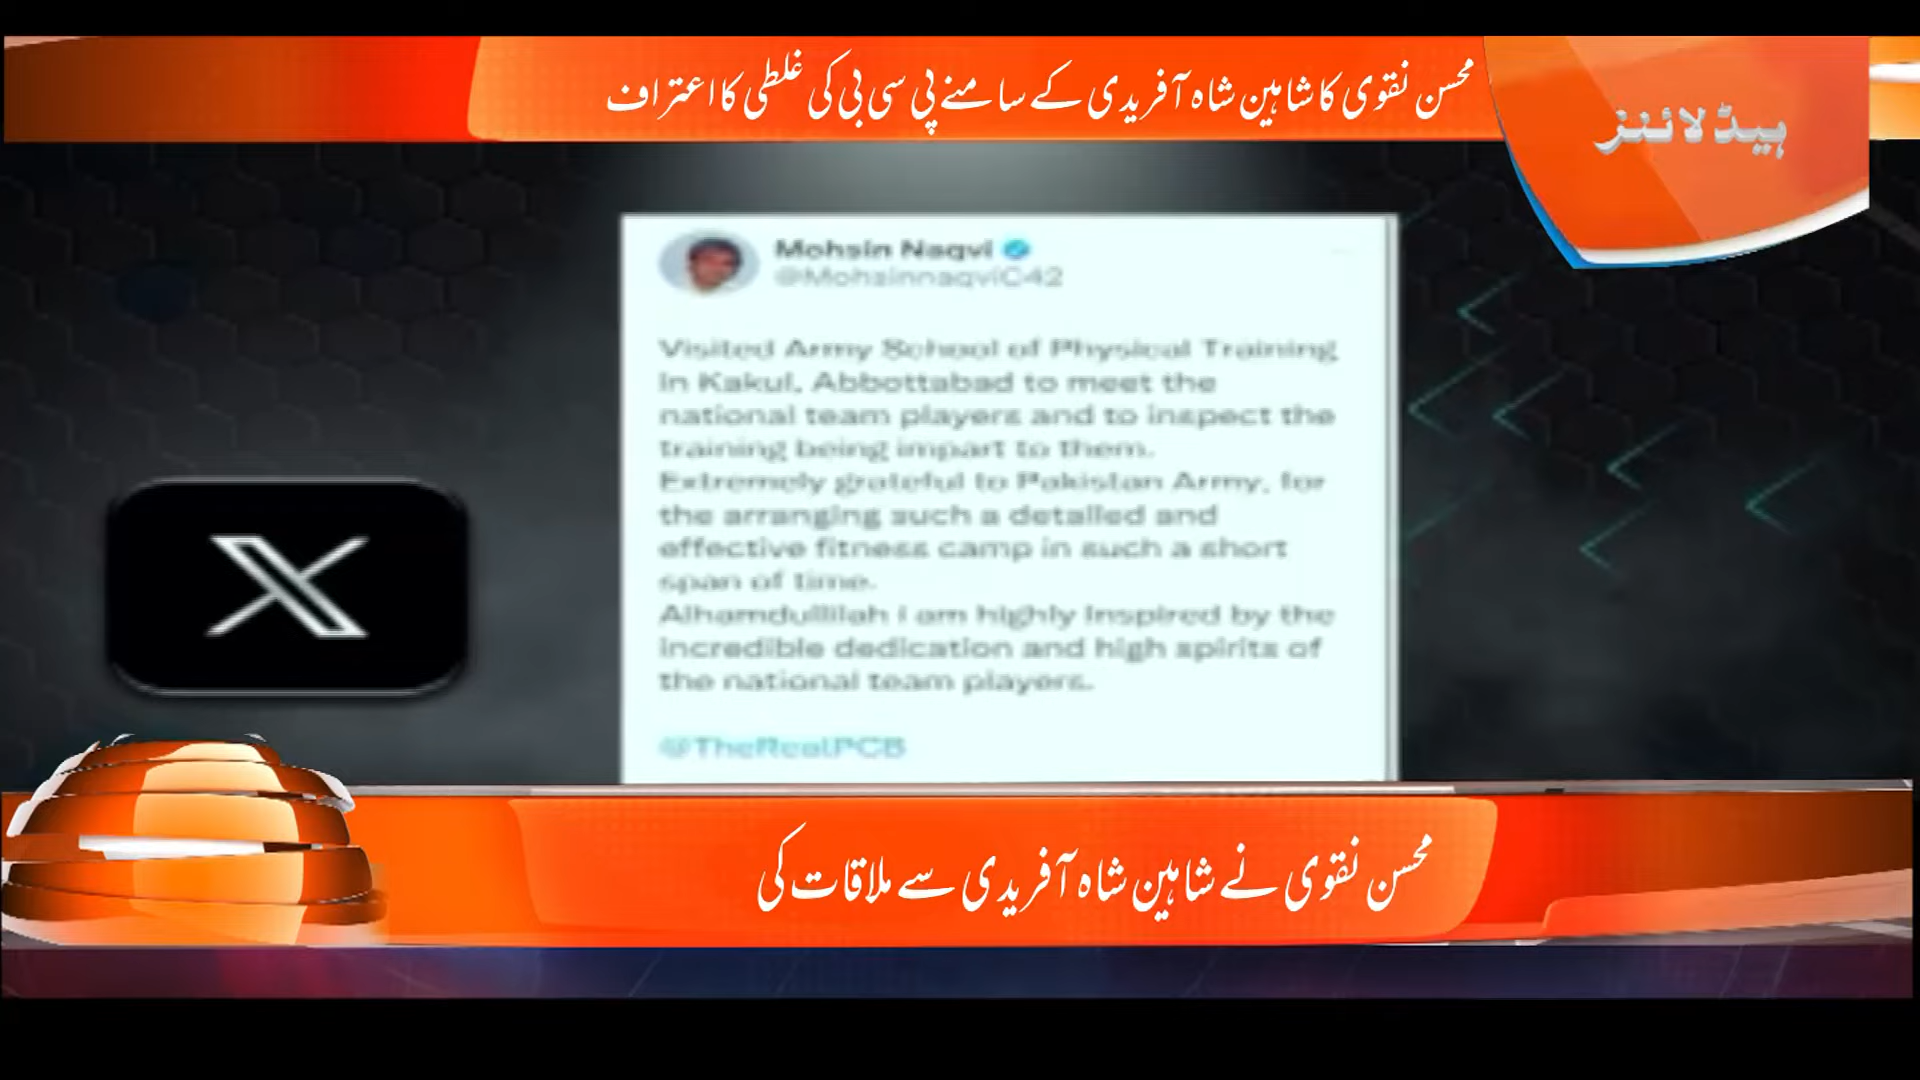 محسن نقوی کا شاہین شاہ آفریدی کے سامنے پی سی بی کی غلطی کا اعتراف
ہیڈلائنز
Mohsin Naqvi
@MohsinnaqviC42
Visited Army School of Physical Training
in Kakul, Abbottabad to meet the
national team players and to inspect the
training being impart to them.
Extremely grateful to Pakistan Army, for
the arranging such a detailed and
effective fitness camp in such a short
span of time.
Alhamdullilah i am highly inspired by the
incredible dedication and high spirits of
the national team players.
@TheRealPCB
محسن نقوی نے شاہین شاہ آفریدی سے ملاقات کی